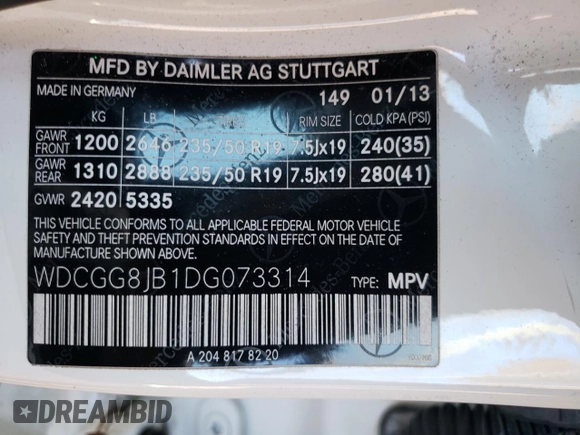 MFD BY DAIMLER AG STUTTGART
MADE IN GERMANY 149 01/13
KG LB TIRE SIZE RIM SIZE COLD KPA (PSI)
GAWR FRONT 1200 2646 235/50 R19 7.5Jx19 240(35)
GAWR REAR 1310 2888 235/50 R19 7.5Jx19 280(41)
GVWR 2420 5335
THIS VEHICLE CONFORMS TO ALL APPLICABLE FEDERAL MOTOR VEHICLE
SAFETY AND THEFT PREVENTION STANDARDS IN EFFECT ON THE DATE OF
MANUFACTURE SHOWN ABOVE.
WDCGG8JB1DG073314 TYPE: MPV
A 204 817 82 20
DREAMBID